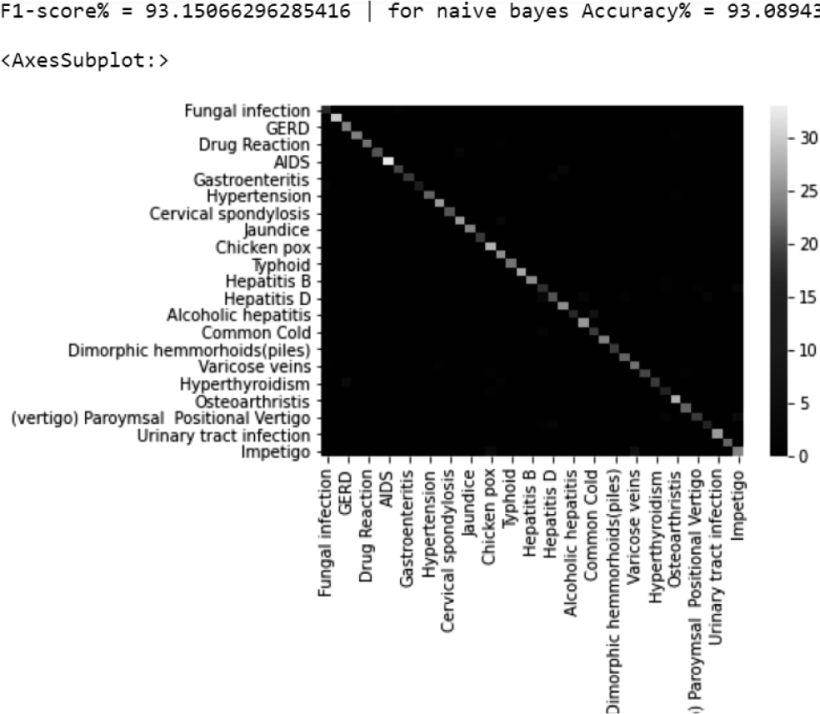 F1-score% = 93.15066296285416 | for naive bayes Accuracy% = 93.08943
<AxesSubplot:>
Fungal infection
GERD
Drug Reaction
AIDS
Gastroenteritis
Hypertension
Cervical spondylosis
Jaundice
Chicken pox
Typhoid
Hepatitis B
Hepatitis D
Alcoholic hepatitis
Common Cold
Dimorphic hemmorhoids(piles)
Varicose veins
Hyperthyroidism
Osteoarthristis
(vertigo) Paroymsal  Positional Vertigo
Urinary tract infection
Impetigo
30
25
20
15
10
5
0
Fungal infection
GERD
Drug Reaction
AIDS
Gastroenteritis
Hypertension
Cervical spondylosis
Jaundice
Chicken pox
Typhoid
Hepatitis B
Hepatitis D
Alcoholic hepatitis
Common Cold
Dimorphic hemmorhoids(piles)
Varicose veins
Hyperthyroidism
Osteoarthristis
) Paroymsal  Positional Vertigo
Urinary tract infection
Impetigo